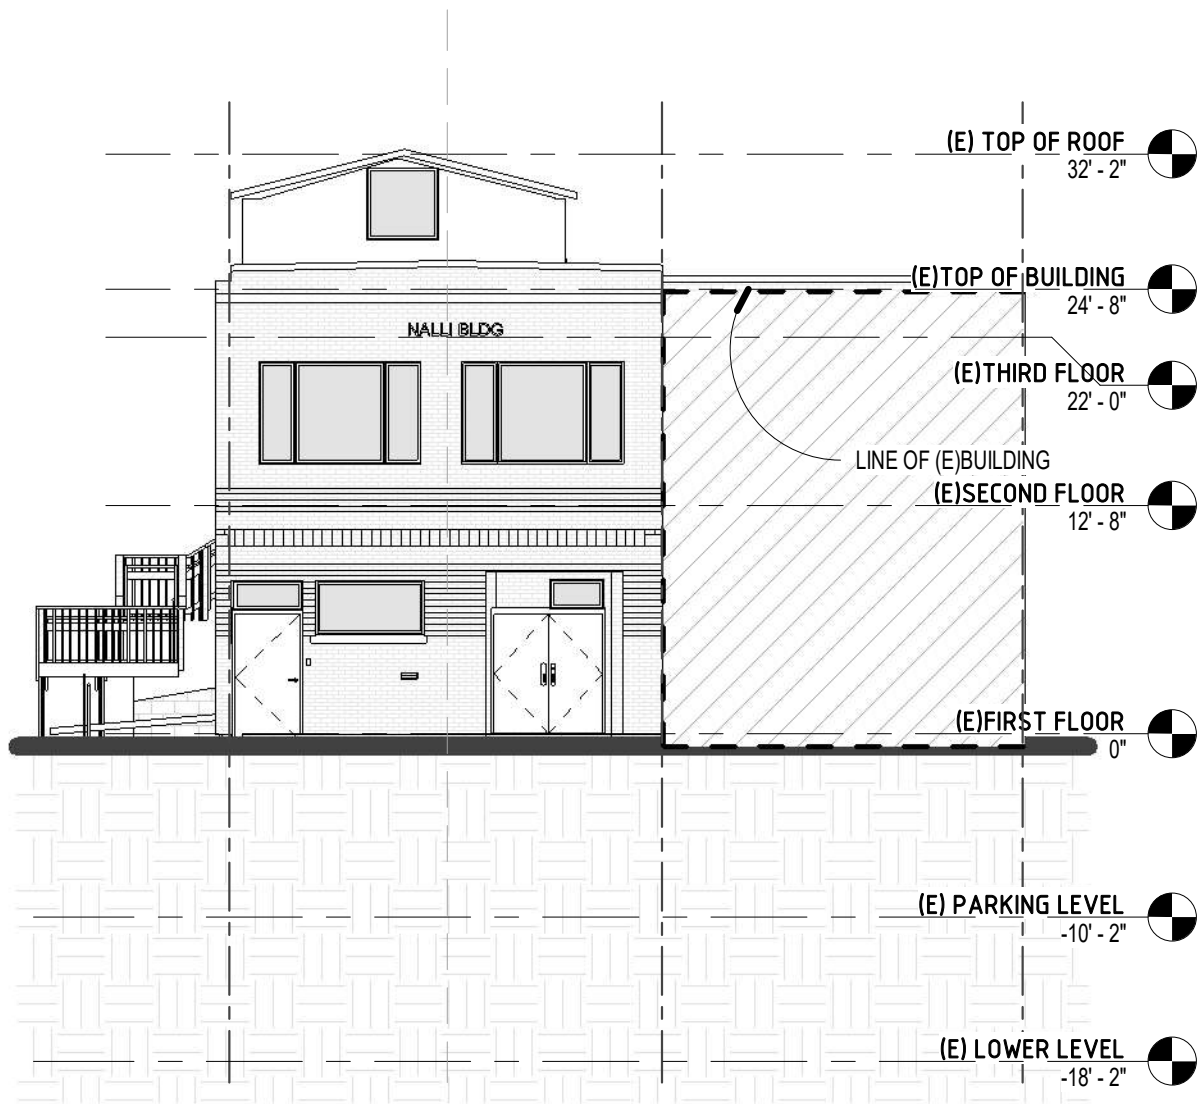 (E) TOP OF ROOF
32' - 2"
(E)TOP OF BUILDING
24' - 8"
NALLI BLDG
(E)THIRD FLOOR
22' - 0"
LINE OF (E)BUILDING
(E)SECOND FLOOR
12' - 8"
(E)FIRST FLOOR
0"
(E) PARKING LEVEL
-10' - 2"
(E) LOWER LEVEL
-18' - 2"